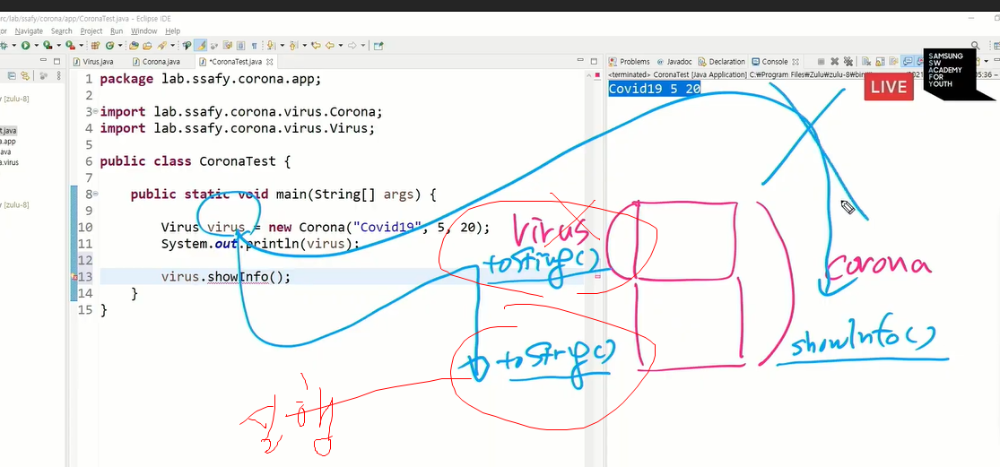 rc/lab/ssafy/corona/app/CoronaTest.java - Eclipse IDE
tor Navigate Search Project Run Window Help
Virus.java Corona.java *CoronaTest.java
Problems Javadoc Declaration Console
r [zulu-8]
st.java
a.app
ava
a.virus
ssafy [zulu-8]
1 package lab.ssafy.corona.app;
2
3 import lab.ssafy.corona.virus.Corona;
4 import lab.ssafy.corona.virus.Virus;
5
6 public class CoronaTest {
7
8 public static void main(String[] args) {
9
10 Virus virus = new Corona("Covid19", 5, 20);
11 System.out.println(virus);
12
13 virus.showInfo();
14 }
15 }
terminated> CoronaTest [Java Application] C:₩Program Files₩Zulu₩zulu-8₩bin
Covid19 5 20
LIVE
SAMSUNG
SW
ACADEMY
FOR
YOUTH
virus
toString()
corona
showInfo()
toString()
실행